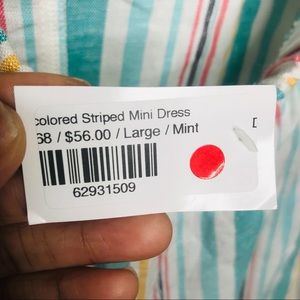 colored Striped Mini Dress
68 / $56.00 / Large / Mint
62931509